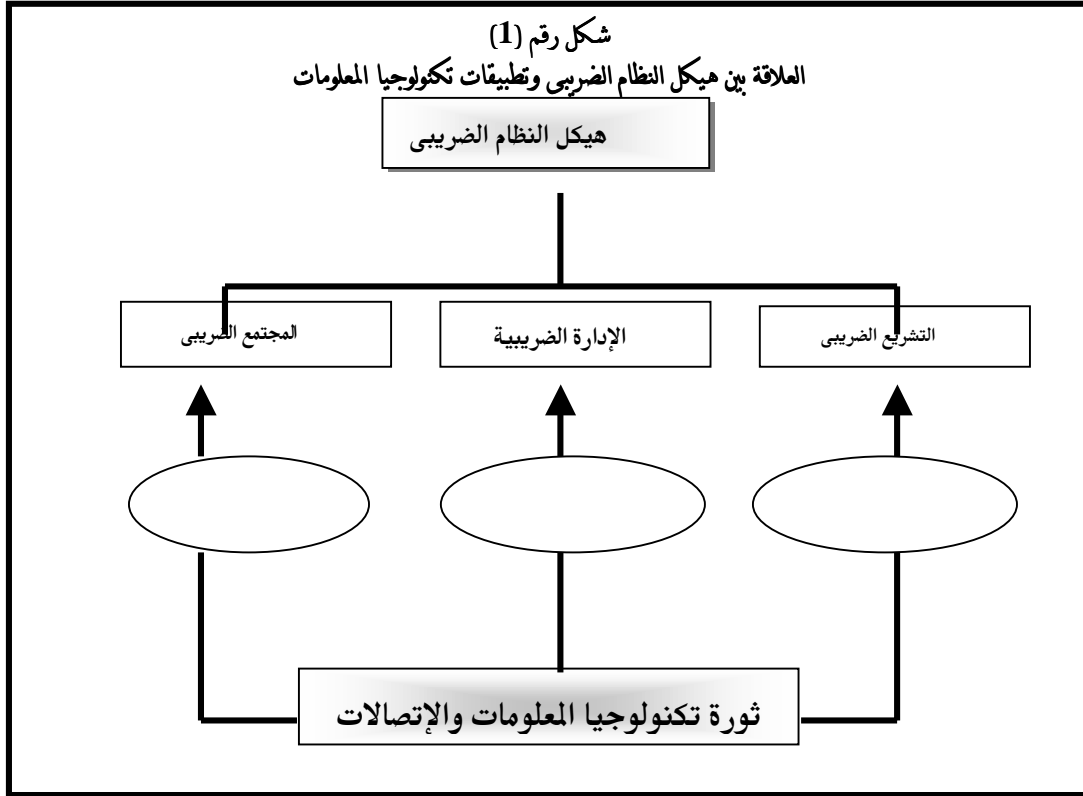 شكل رقم (1)
العلاقة بين هيكل النظام الضريبى وتطبيقات تكنولوجيا المعلومات
هيكل النظام الضريبى
التشريع الضريبى
الإدارة الضريبية
المجتمع الضريبى
ثورة تكنولوجيا المعلومات والإتصالات